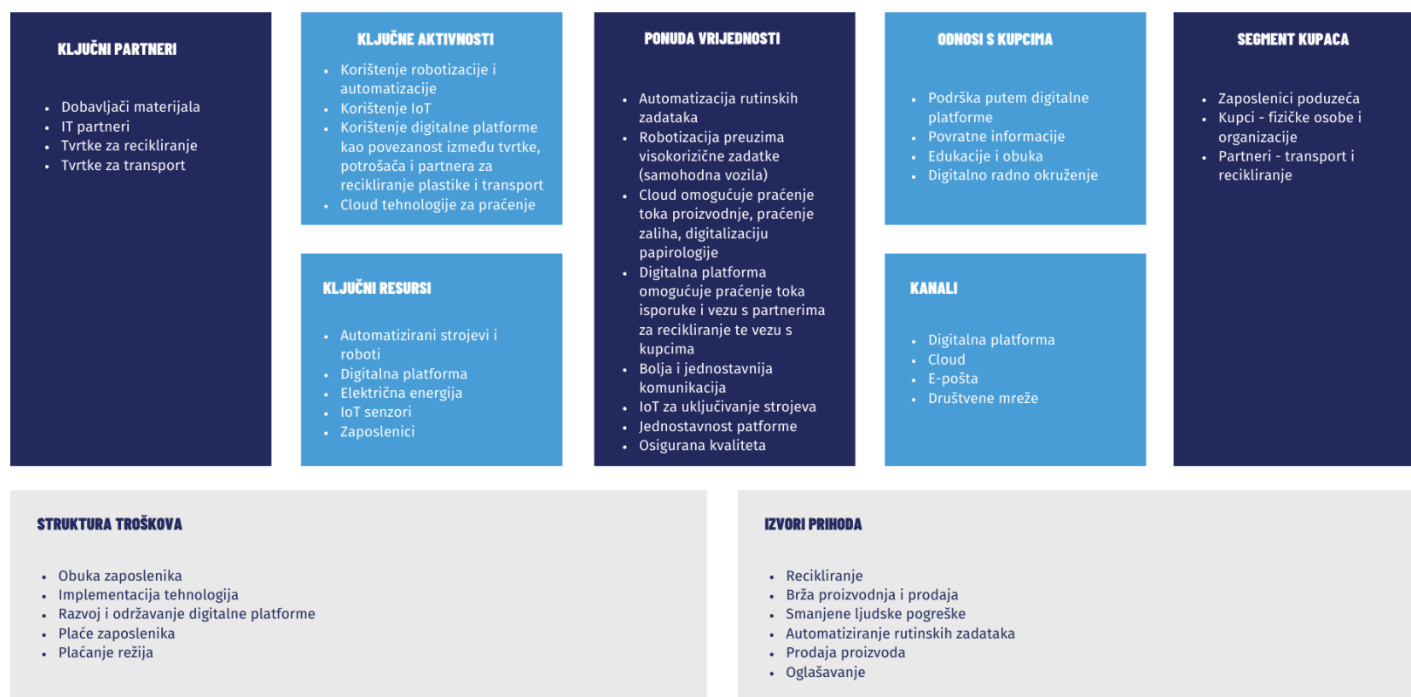 KLJUČNI PARTNERI
• Dobavljači materijala
• IT partneri
• Tvrtke za recikliranje
• Tvrtke za transport
KLJUČNE AKTIVNOSTI
• Korištenje robotizacije i
automatizacije
• Korištenje IoT
• Korištenje digitalne platforme
kao povezanost između tvrtke,
potrošača i partnera za
recikliranje plastike i transport
• Cloud tehnologije za praćenje
KLJUČNI RESURSI
• Automatizirani strojevi i
roboti
• Digitalna platforma
• Električna energija
• IoT senzori
• Zaposlenici
PONUDA VRIJEDNOSTI
• Automatizacija rutinskih
zadataka
• Robotizacija preuzima
visokorizične zadatke
(samohodna vozila)
• Cloud omogućuje praćenje
toka proizvodnje, praćenje
zaliha, digitalizaciju
papirologije
• Digitalna platforma
omogućuje praćenje toka
isporuke i vezu s partnerima
za recikliranje te vezu s
kupcima
• Bolja i jednostavnija
komunikacija
• IoT za uključivanje strojeva
• Jednostavnost patforme
• Osigurana kvaliteta
ODNOSI S KUPCIMA
• Podrška putem digitalne
platforme
• Povratne informacije
• Edukacije i obuka
• Digitalno radno okruženje
KANALI
• Digitalna platforma
• Cloud
• E-pošta
• Društvene mreže
SEGMENT KUPACA
• Zaposlenici poduzeća
• Kupci - fizičke osobe i
organizacije
• Partneri - transport i
recikliranje
STRUKTURA TROŠKOVA
• Obuka zaposlenika
• Implementacija tehnologija
• Razvoj i održavanje digitalne platforme
• Plaće zaposlenika
• Plaćanje režija
IZVORI PRIHODA
• Recikliranje
• Brža proizvodnja i prodaja
• Smanjene ljudske pogreške
• Automatiziranje rutinskih zadataka
• Prodaja proizvoda
• Oglašavanje